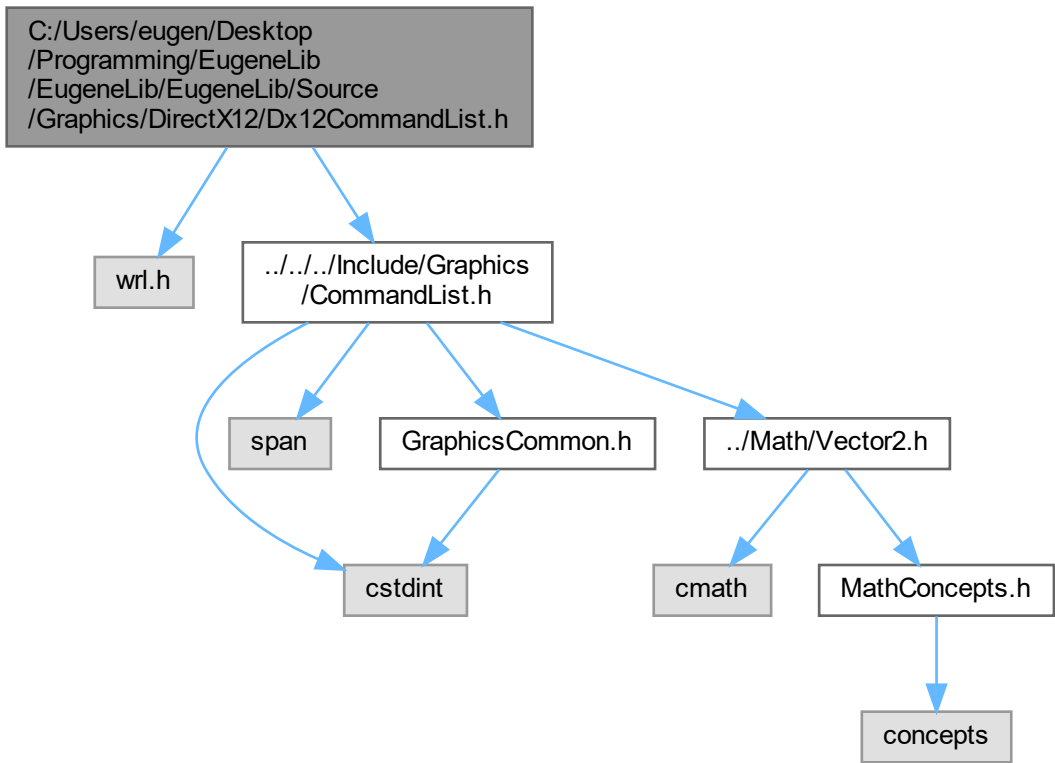 C:/Users/eugen/Desktop
/Programming/EugeneLib
/EugeneLib/EugeneLib/Source
/Graphics/DirectX12/Dx12CommandList.h
wrl.h
../../../Include/Graphics
/CommandList.h
span
GraphicsCommon.h
../Math/Vector2.h
cstdint
cmath
MathConcepts.h
concepts